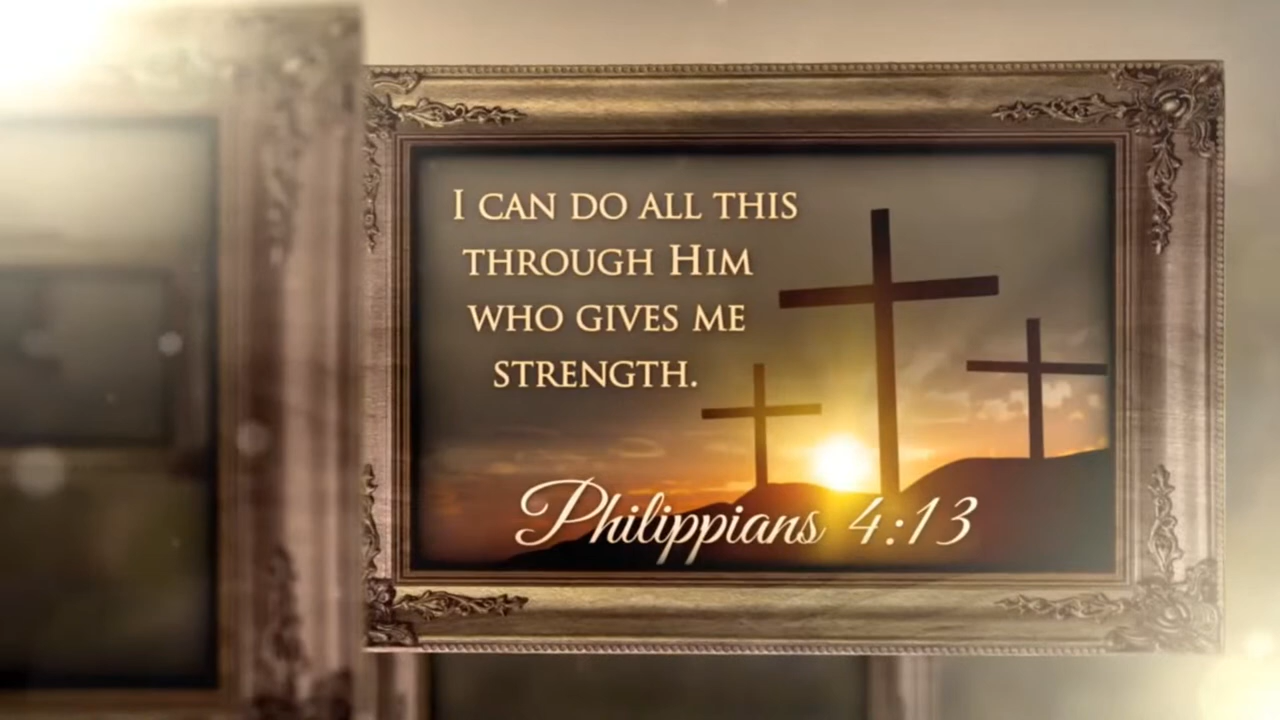 I CAN DO ALL THIS
THROUGH HIM
WHO GIVES ME
STRENGTH.
Philippians 4:13